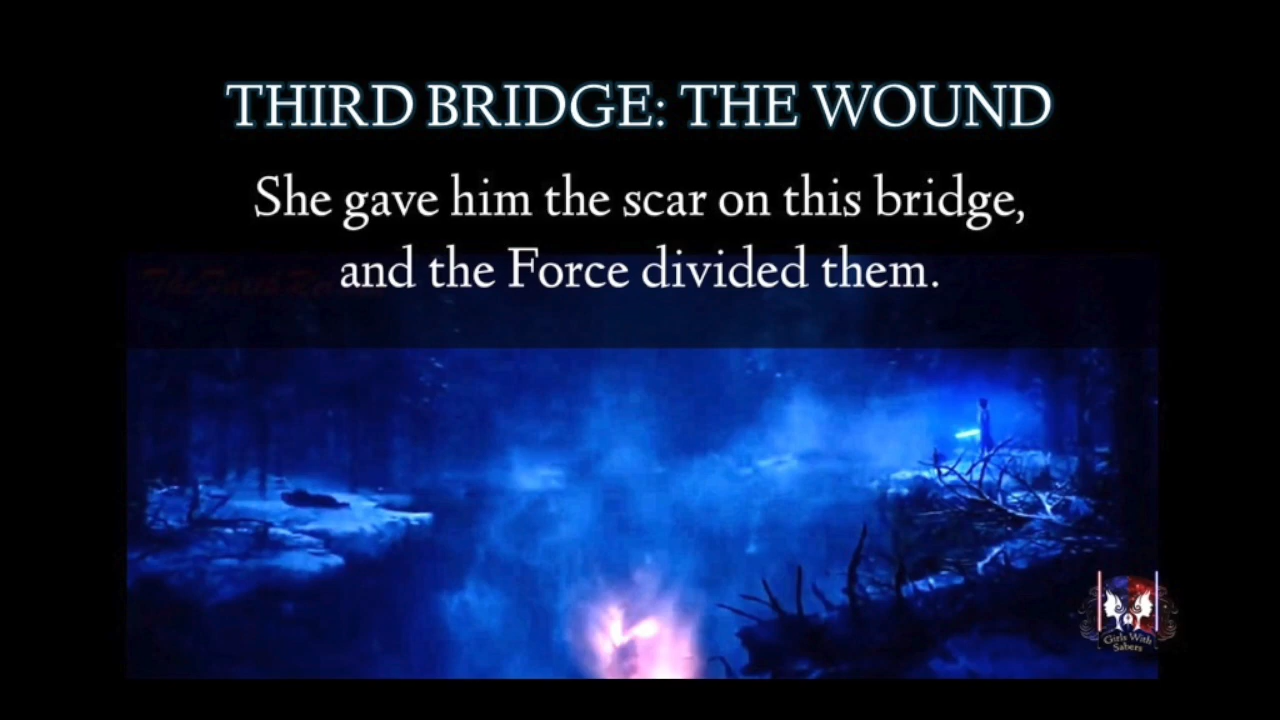 THIRD BRIDGE: THE WOUND
She gave him the scar on this bridge,
and the Force divided them.
Girls With
Sabers